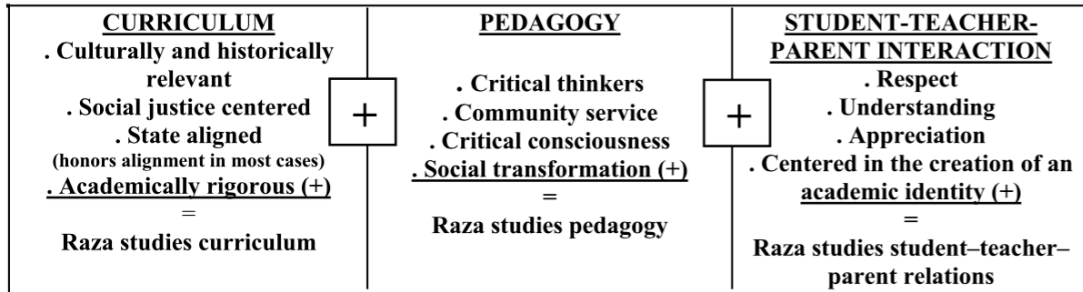 CURRICULUM
. Culturally and historically
relevant
. Social justice centered
. State aligned
(honors alignment in most cases)
. Academically rigorous (+)
=
Raza studies curriculum
+
PEDAGOGY
. Critical thinkers
. Community service
. Critical consciousness
. Social transformation (+)
=
Raza studies pedagogy
+
STUDENT-TEACHER-
PARENT INTERACTION
. Respect
. Understanding
. Appreciation
. Centered in the creation of an
academic identity (+)
=
Raza studies student–teacher–
parent relations